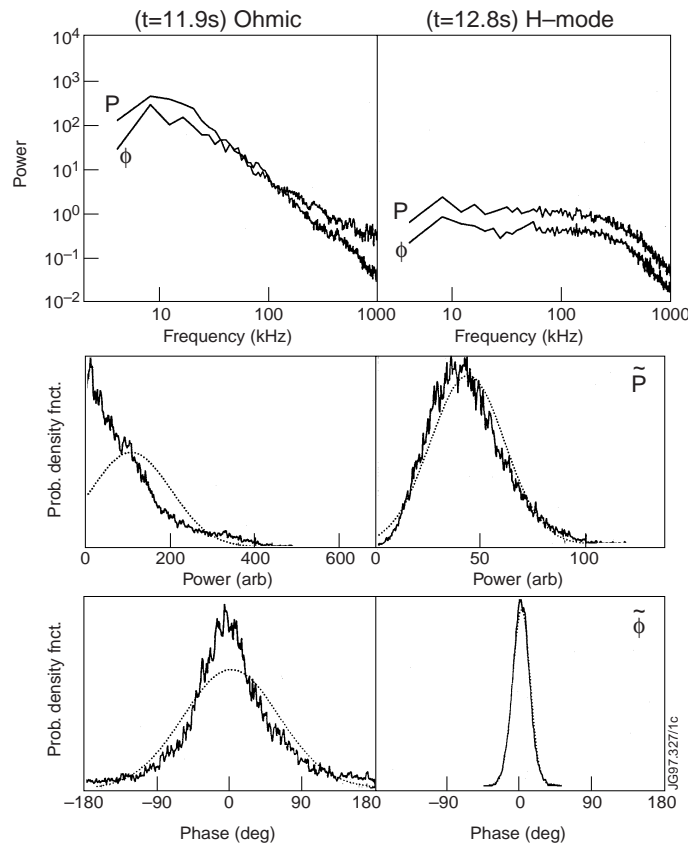 (t=11.9s) Ohmic
(t=12.8s) H–mode
10⁴
10³
10²
10¹
10⁰
10⁻¹
10⁻²
Power
P
ϕ
P
ϕ
10
100
1000
10
100
1000
Frequency (kHz)
Frequency (kHz)
Prob. density fnct.
P̃
0
200
400
600
0
50
100
Power (arb)
Power (arb)
Prob. density fnct.
ϕ̃
–180
–90
0
90
180
–90
0
90
180
Phase (deg)
Phase (deg)
JG97.327/1c